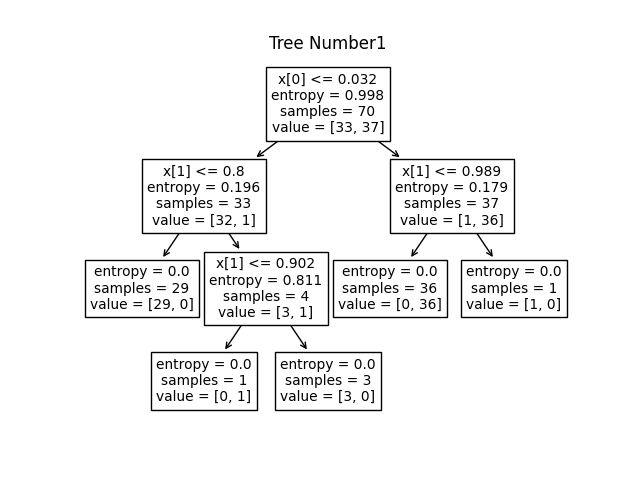 Tree Number1
x[0] <= 0.032
entropy = 0.998
samples = 70
value = [33, 37]
x[1] <= 0.8
entropy = 0.196
samples = 33
value = [32, 1]
x[1] <= 0.989
entropy = 0.179
samples = 37
value = [1, 36]
entropy = 0.0
samples = 29
value = [29, 0]
x[1] <= 0.902
entropy = 0.811
samples = 4
value = [3, 1]
entropy = 0.0
samples = 36
value = [0, 36]
entropy = 0.0
samples = 1
value = [1, 0]
entropy = 0.0
samples = 1
value = [0, 1]
entropy = 0.0
samples = 3
value = [3, 0]